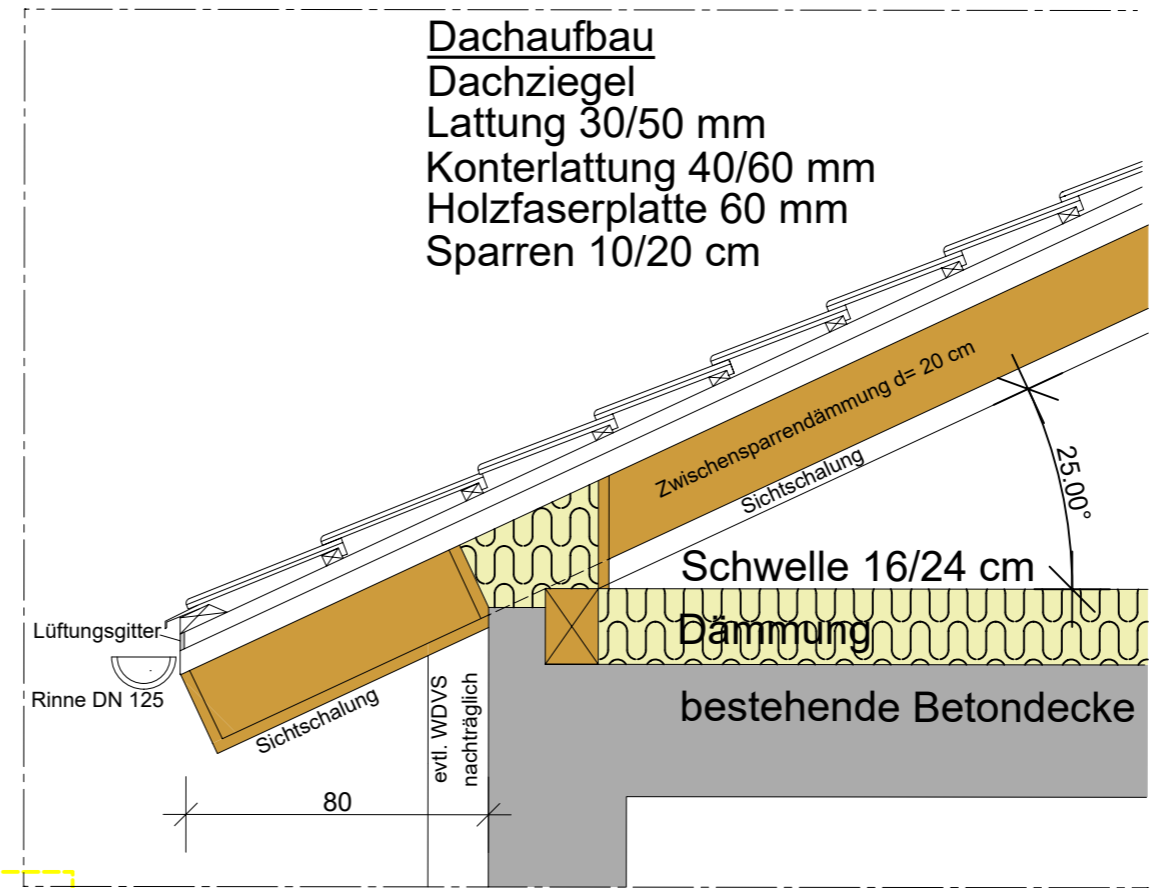 Dachaufbau
Dachziegel
Lattung 30/50 mm
Konterlattung 40/60 mm
Holzfaserplatte 60 mm
Sparren 10/20 cm
Zwischensparrendämmung d= 20 cm
Sichtschalung
25.00°
Schwelle 16/24 cm
Dämmung
bestehende Betondecke
Lüftungsgitter
Rinne DN 125
Sichtschalung
evtl. WDVS
nachträglich
80